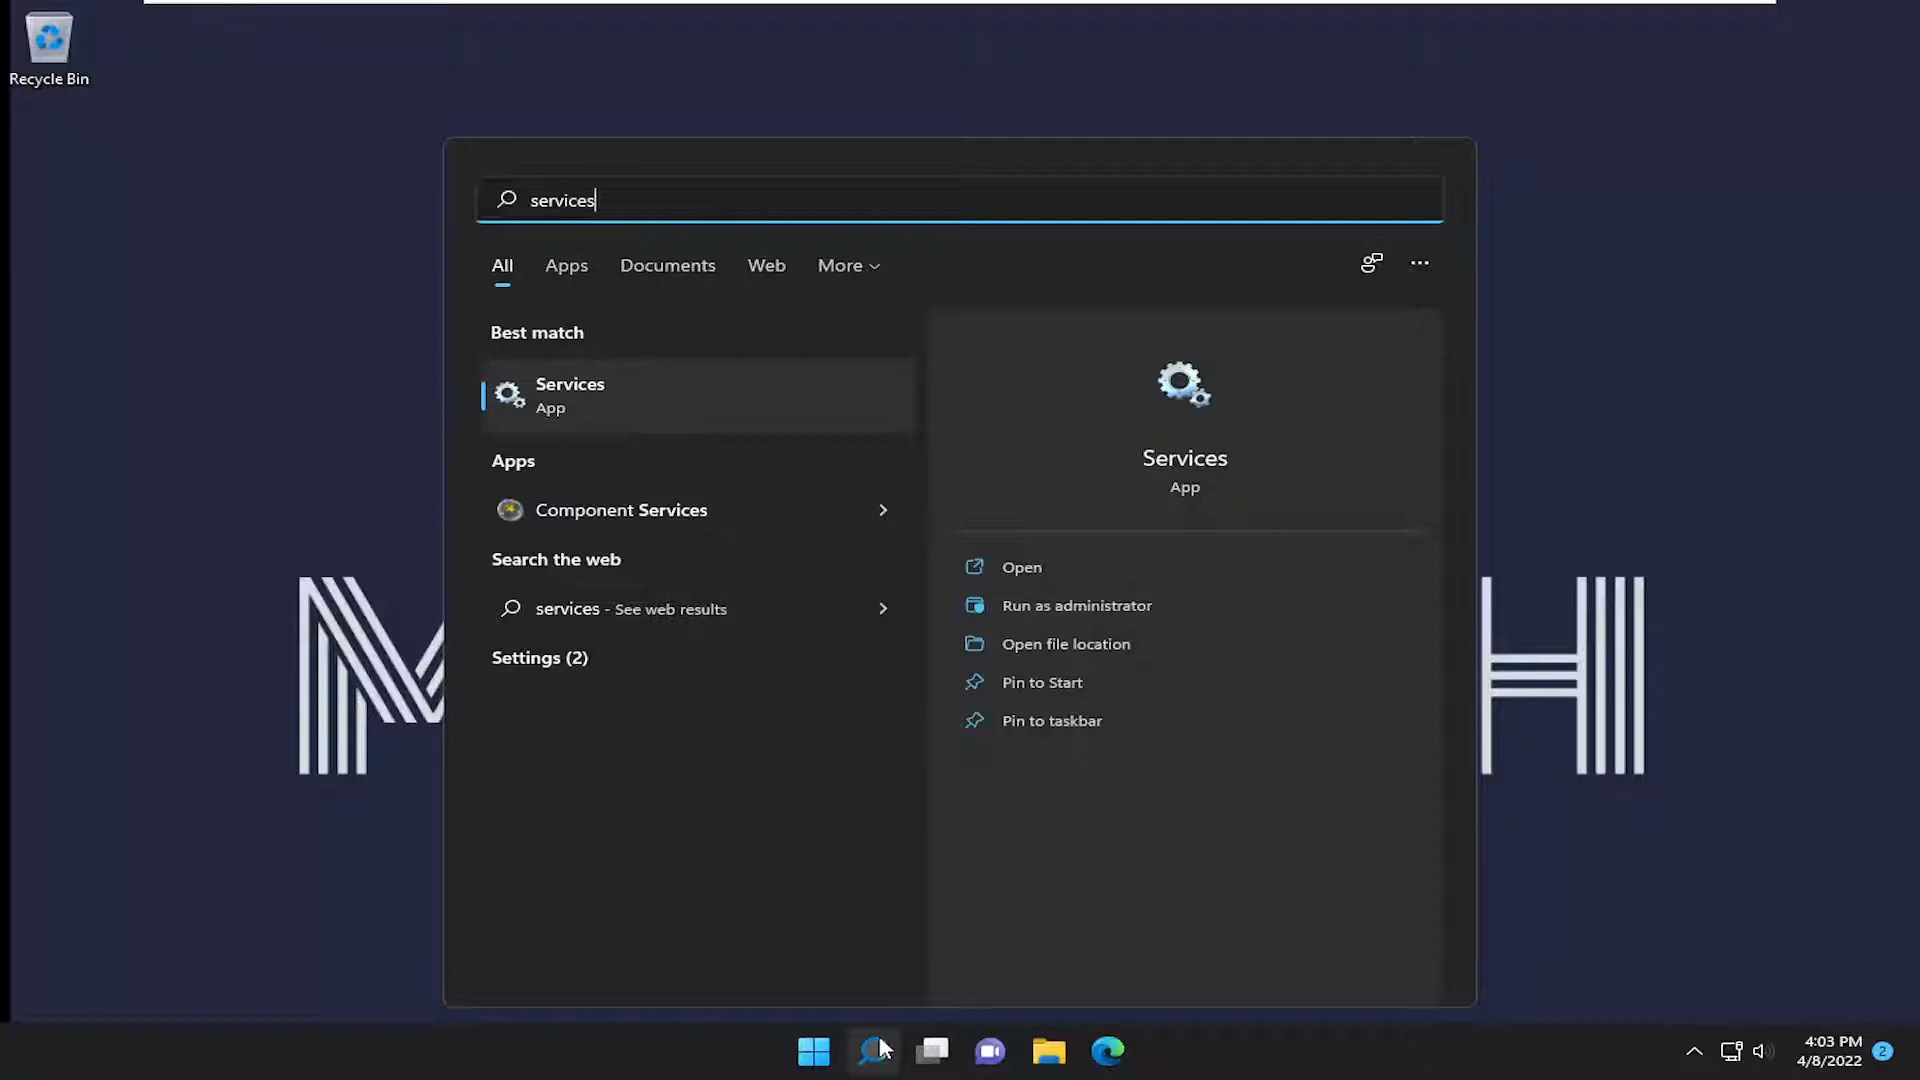 Recycle Bin
services
All Apps Documents Web More
Best match
Services
App
Apps
Component Services
Search the web
services - See web results
Settings (2)
Services
App
Open
Run as administrator
Open file location
Pin to Start
Pin to taskbar
M H
4:03 PM
4/8/2022
2